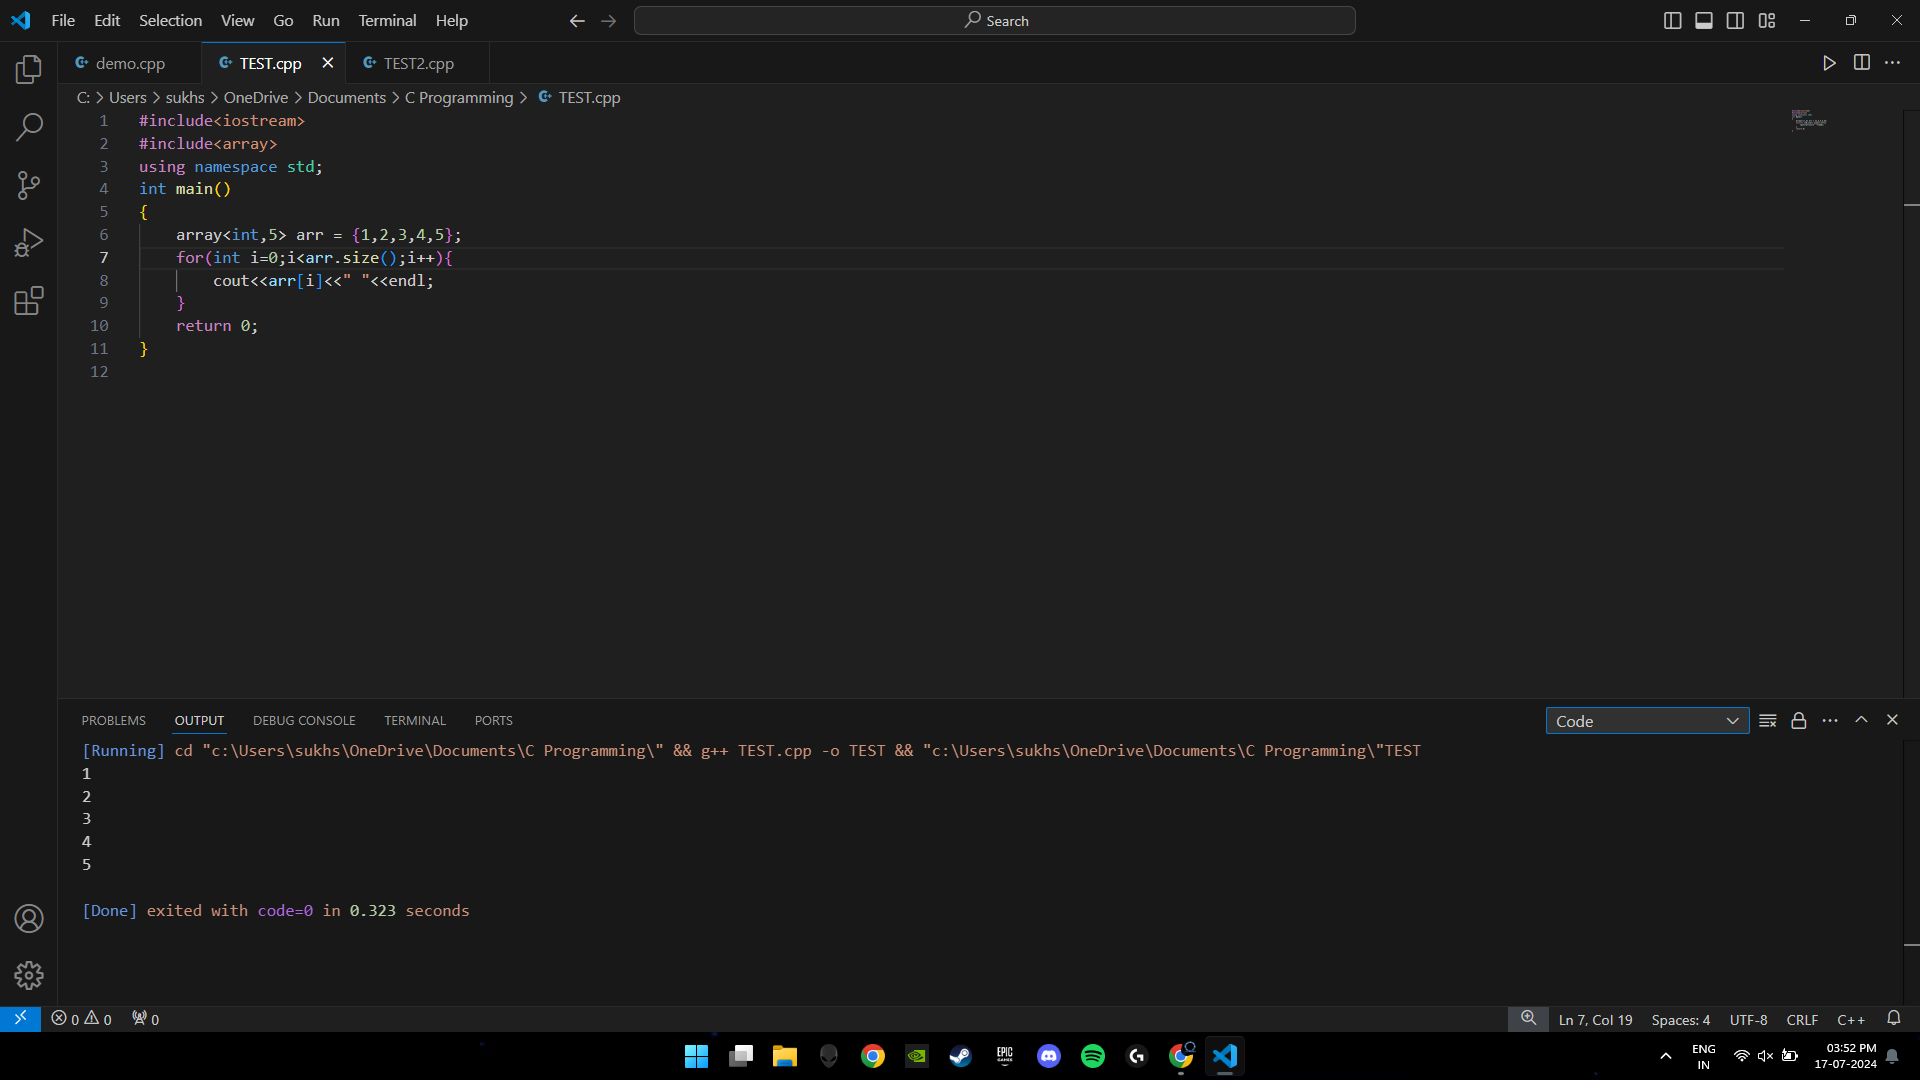 File Edit Selection View Go Run Terminal Help
Search
demo.cpp TEST.cpp TEST2.cpp
C: > Users > sukhs > OneDrive > Documents > C Programming > TEST.cpp
1 #include<iostream>
2 #include<array>
3 using namespace std;
4 int main()
5 {
6 array<int,5> arr = {1,2,3,4,5};
7 for(int i=0;i<arr.size();i++){
8 cout<<arr[i]<<" "<<endl;
9 }
10 return 0;
11 }
12
PROBLEMS OUTPUT DEBUG CONSOLE TERMINAL PORTS
Code
[Running] cd "c:\Users\sukhs\OneDrive\Documents\C Programming\" && g++ TEST.cpp -o TEST && "c:\Users\sukhs\OneDrive\Documents\C Programming\"TEST
1
2
3
4
5
[Done] exited with code=0 in 0.323 seconds
0 0 0
Ln 7, Col 19 Spaces: 4 UTF-8 CRLF C++
EPIC
GAMES
ENG
IN
03:52 PM
17-07-2024